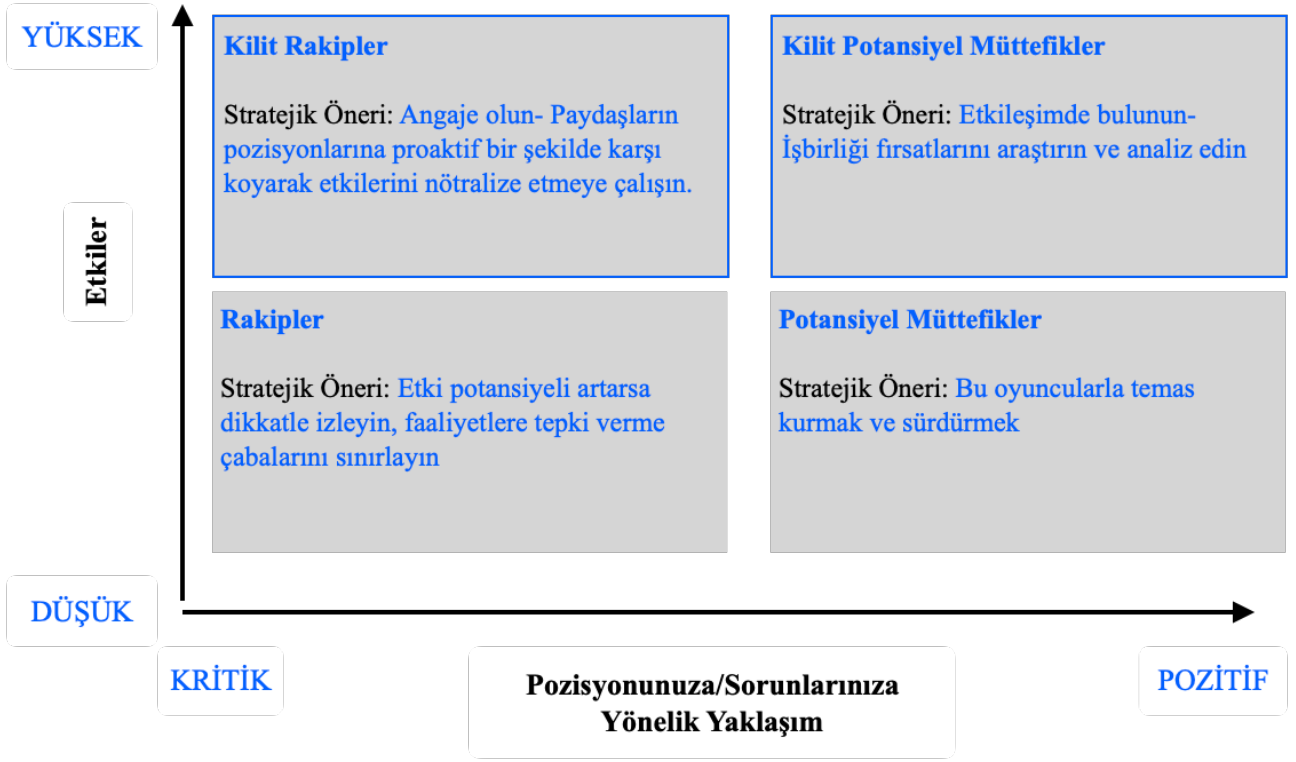 YÜKSEK
Kilit Rakipler
Stratejik Öneri: Angaje olun- Paydaşların
pozisyonlarına proaktif bir şekilde karşı
koyarak etkilerini nötralize etmeye çalışın.
Kilit Potansiyel Müttefikler
Stratejik Öneri: Etkileşimde bulunun-
İşbirliği fırsatlarını araştırın ve analiz edin
Etkiler
Rakipler
Stratejik Öneri: Etki potansiyeli artarsa
dikkatle izleyin, faaliyetlere tepki verme
çabalarını sınırlayın
Potansiyel Müttefikler
Stratejik Öneri: Bu oyuncularla temas
kurmak ve sürdürmek
DÜŞÜK
KRİTİK
Pozisyonunuza/Sorunlarınıza
Yönelik Yaklaşım
POZİTİF